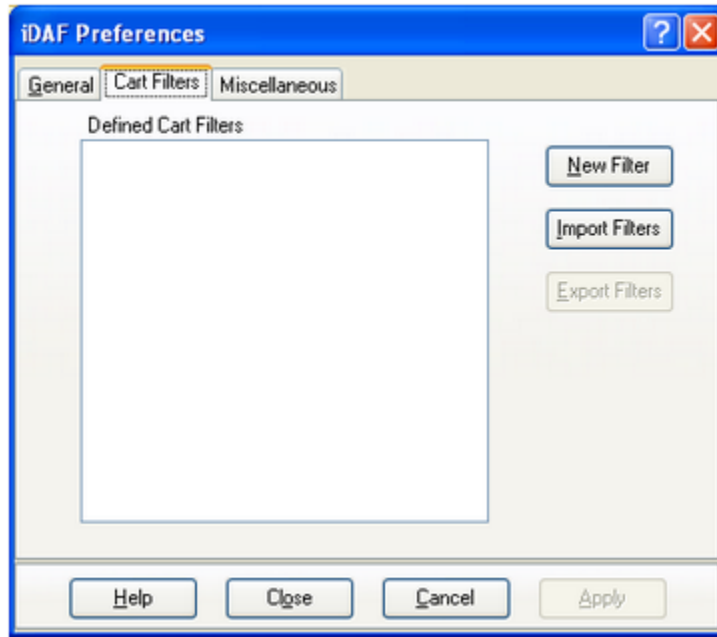 iDAF Preferences
General Cart Filters Miscellaneous
Defined Cart Filters
New Filter
Import Filters
Export Filters
Help Close Cancel Apply